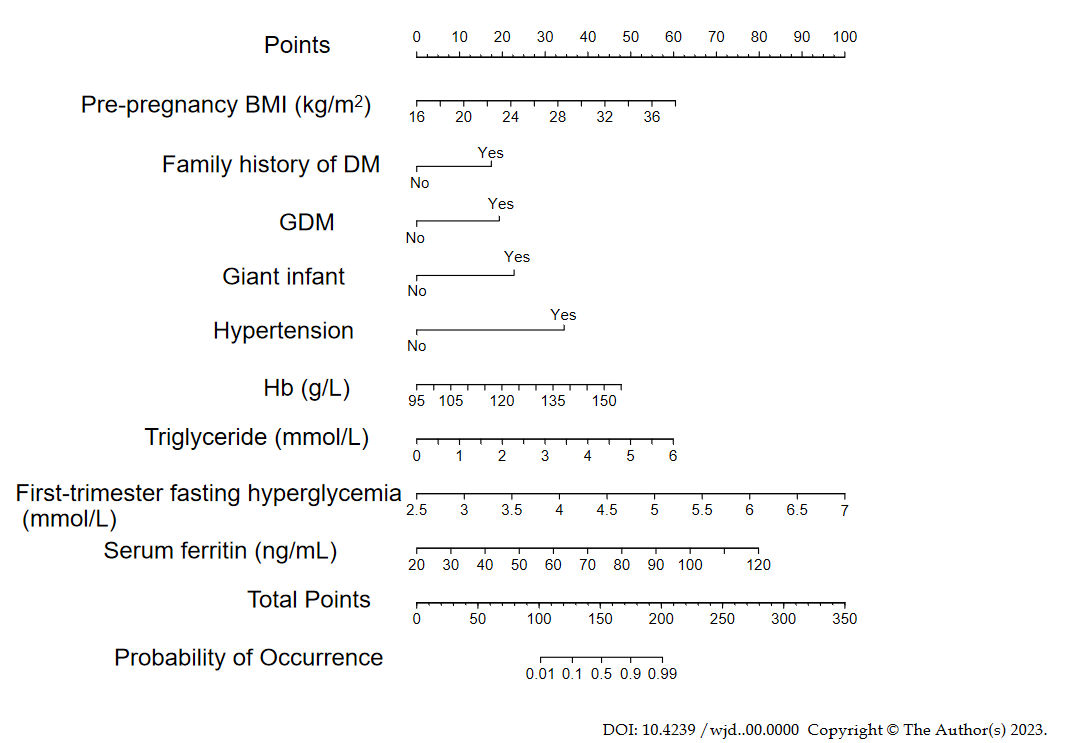 Points 0 10 20 30 40 50 60 70 80 90 100
Pre-pregnancy BMI (kg/m²) 16 20 24 28 32 36
Yes
Family history of DM
No
Yes
GDM
No
Yes
Giant infant
No
Yes
Hypertension
No
Hb (g/L) 95 105 120 135 150
Triglyceride (mmol/L) 0 1 2 3 4 5 6
First-trimester fasting hyperglycemia
(mmol/L) 2.5 3 3.5 4 4.5 5 5.5 6 6.5 7
Serum ferritin (ng/mL) 20 30 40 50 60 70 80 90 100 120
Total Points 0 50 100 150 200 250 300 350
Probability of Occurrence 0.01 0.1 0.5 0.9 0.99
DOI: 10.4239 /wjd..00.0000 Copyright © The Author(s) 2023.